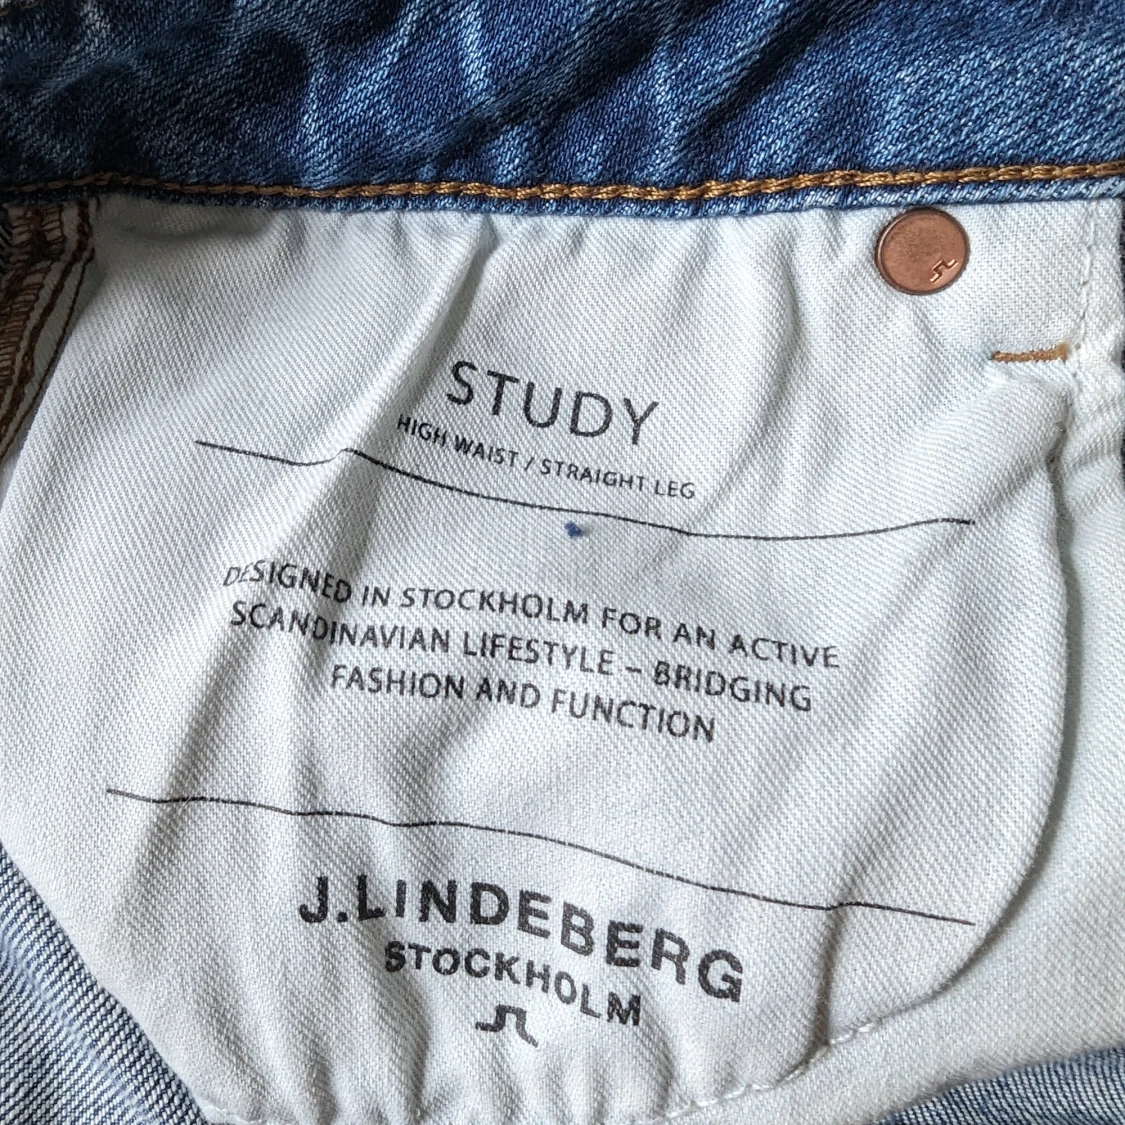 STUDY
HIGH WAIST / STRAIGHT LEG
DESIGNED IN STOCKHOLM FOR AN ACTIVE
SCANDINAVIAN LIFESTYLE – BRIDGING
FASHION AND FUNCTION
J.LINDEBERG
STOCKHOLM